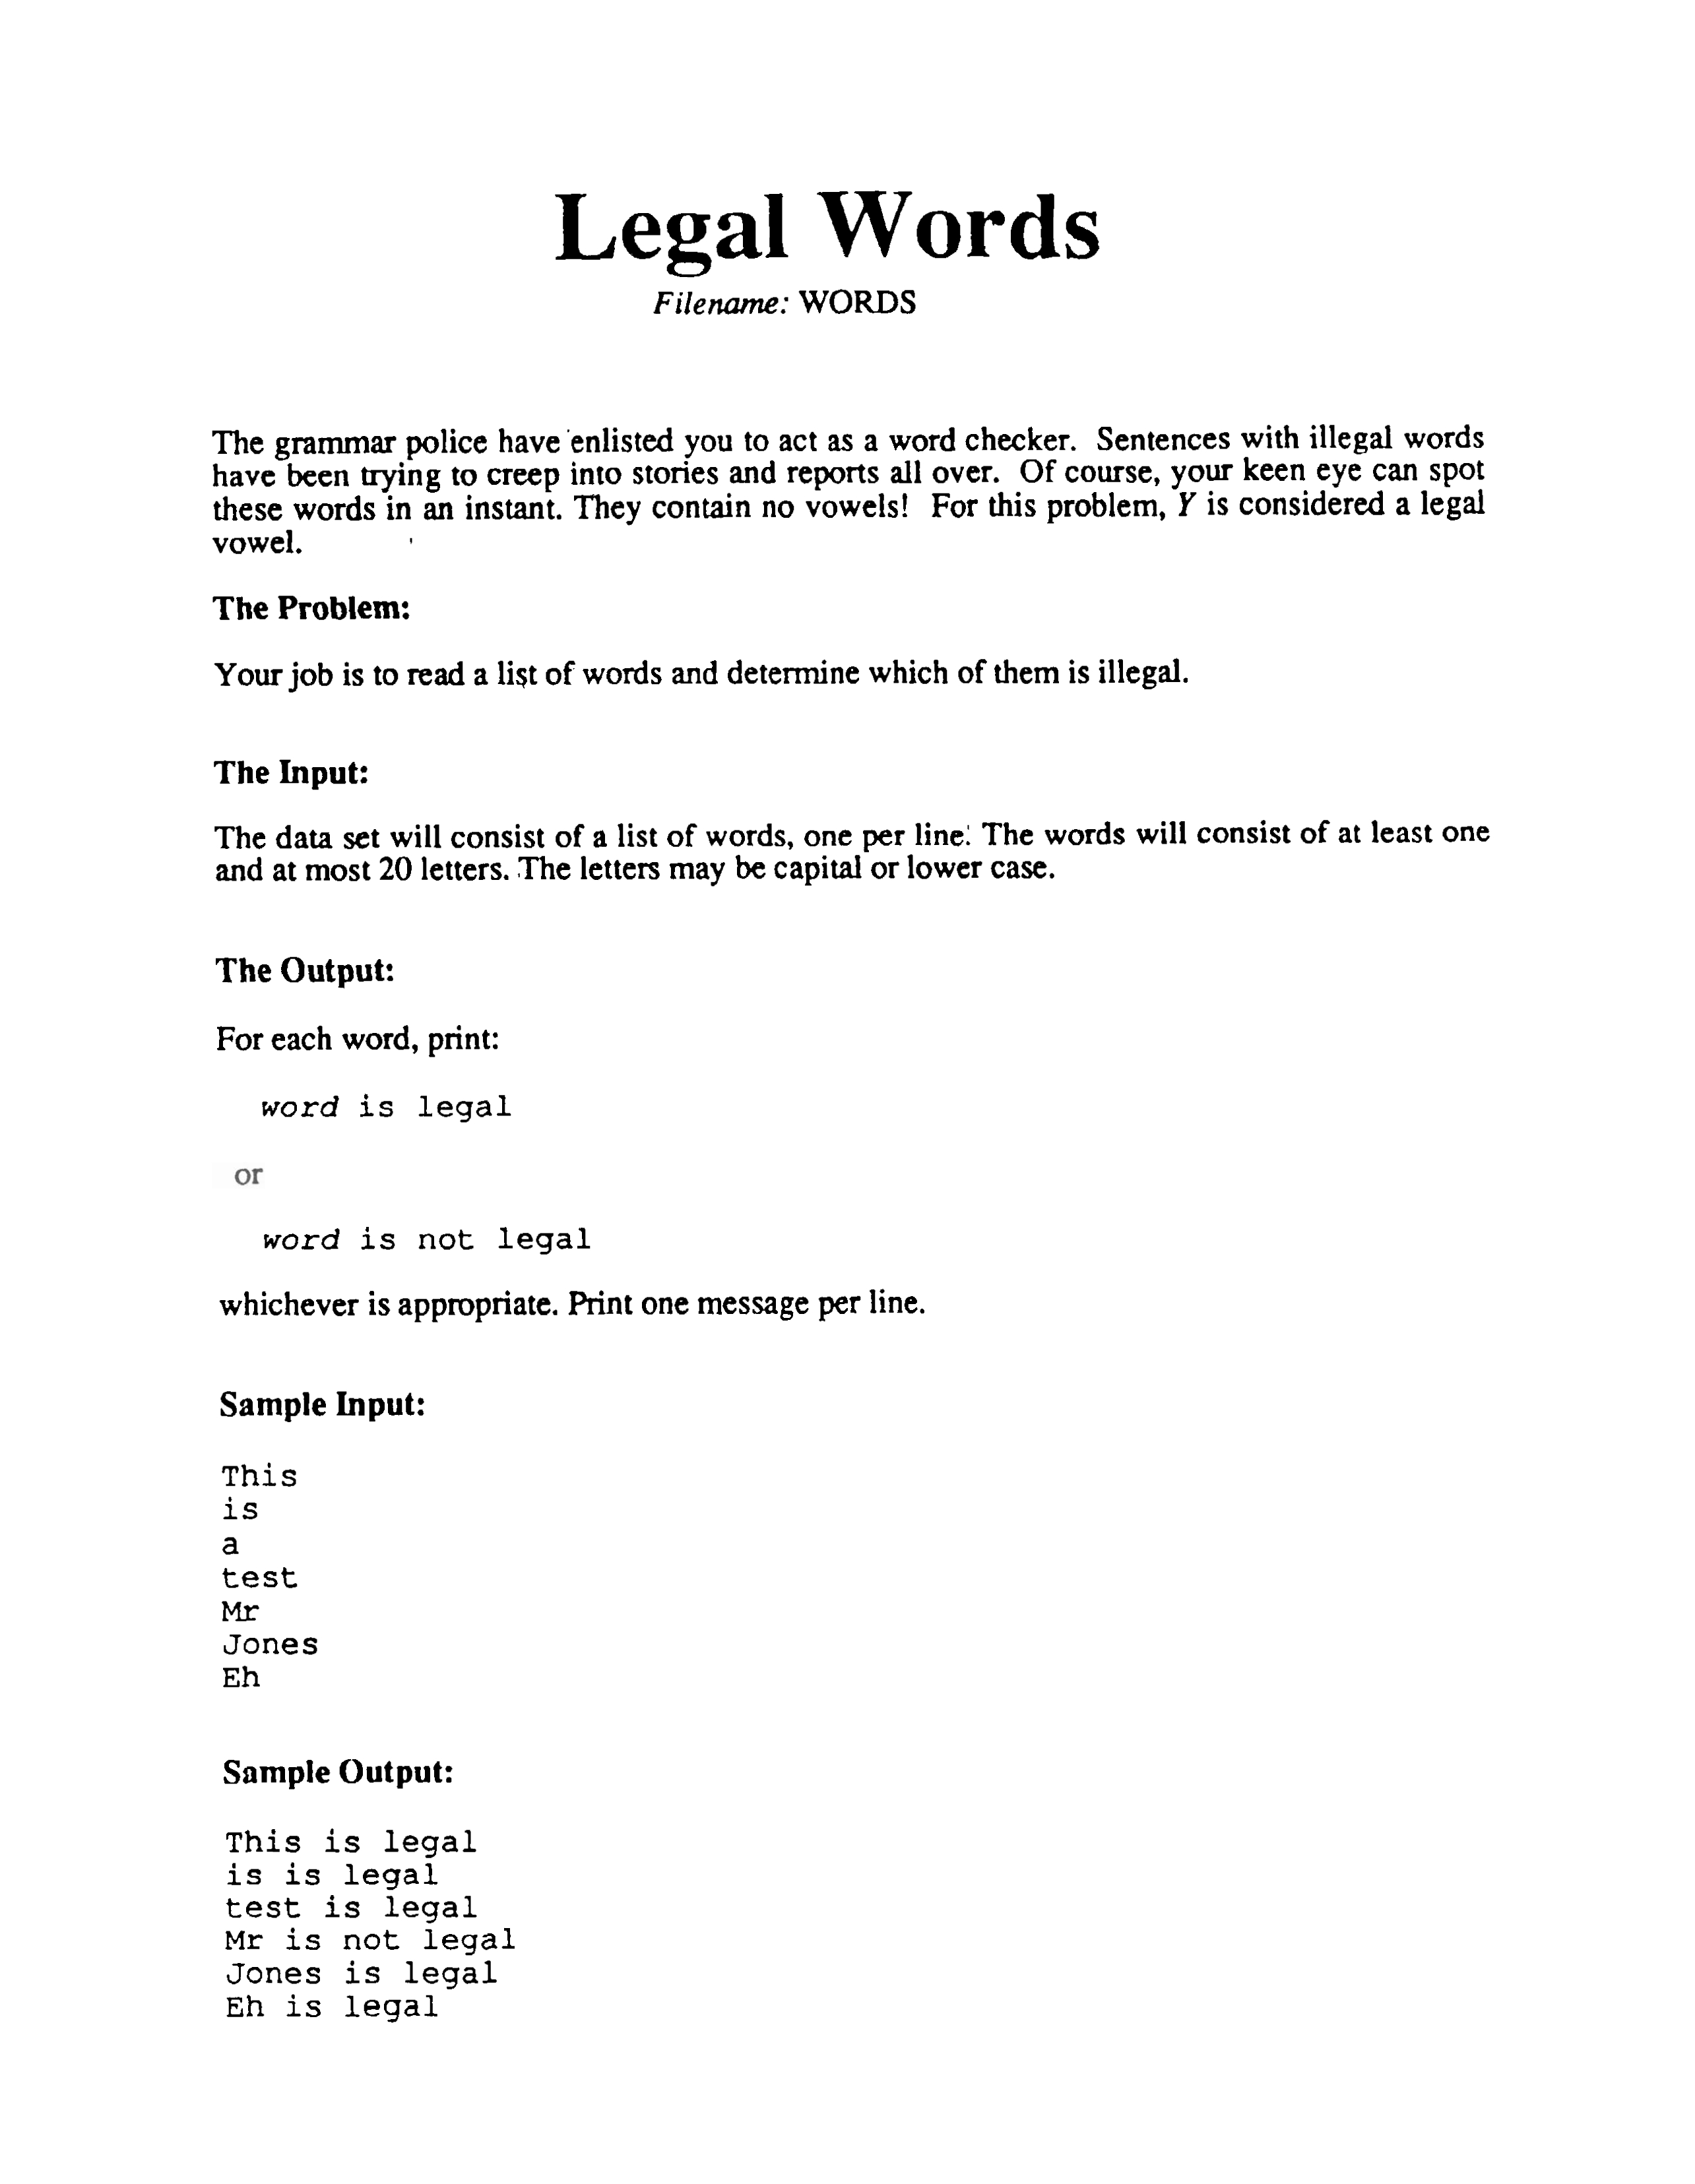 Legal Words
Filename: WORDS
The grammar police have enlisted you to act as a word checker. Sentences with illegal words
have been trying to creep into stories and reports all over. Of course, your keen eye can spot
these words in an instant. They contain no vowels! For this problem, Y is considered a legal
vowel.
The Problem:
Your job is to read a list of words and determine which of them is illegal.
The Input:
The data set will consist of a list of words, one per line. The words will consist of at least one
and at most 20 letters. The letters may be capital or lower case.
The Output:
For each word, print:
word is legal
or
word is not legal
whichever is appropriate. Print one message per line.
Sample Input:
This
is
a
test
Mr
Jones
Eh
Sample Output:
This is legal
is is legal
test is legal
Mr is not legal
Jones is legal
Eh is legal